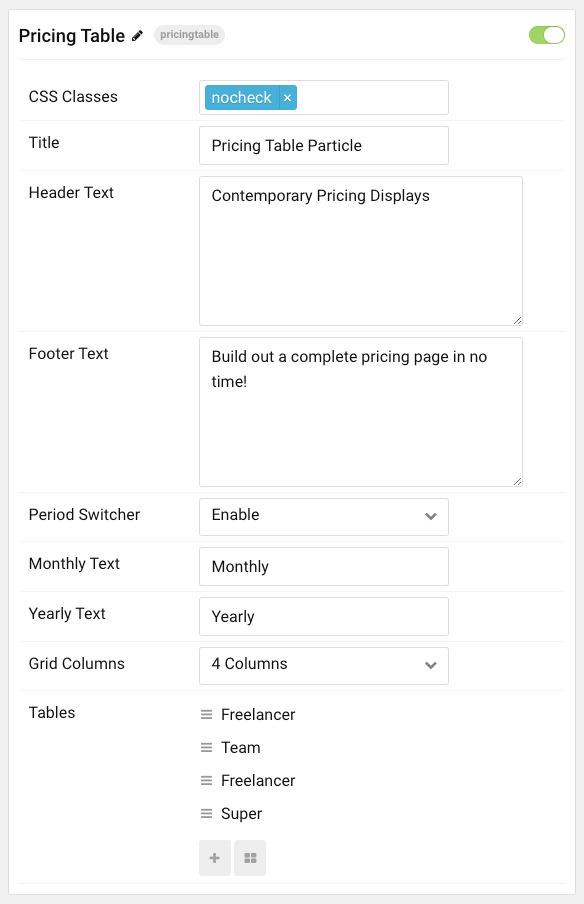 Pricing Table pricingtable
CSS Classes nocheck ×
Title Pricing Table Particle
Header Text Contemporary Pricing Displays
Footer Text Build out a complete pricing page in no
time!
Period Switcher Enable
Monthly Text Monthly
Yearly Text Yearly
Grid Columns 4 Columns
Tables Freelancer
Team
Freelancer
Super